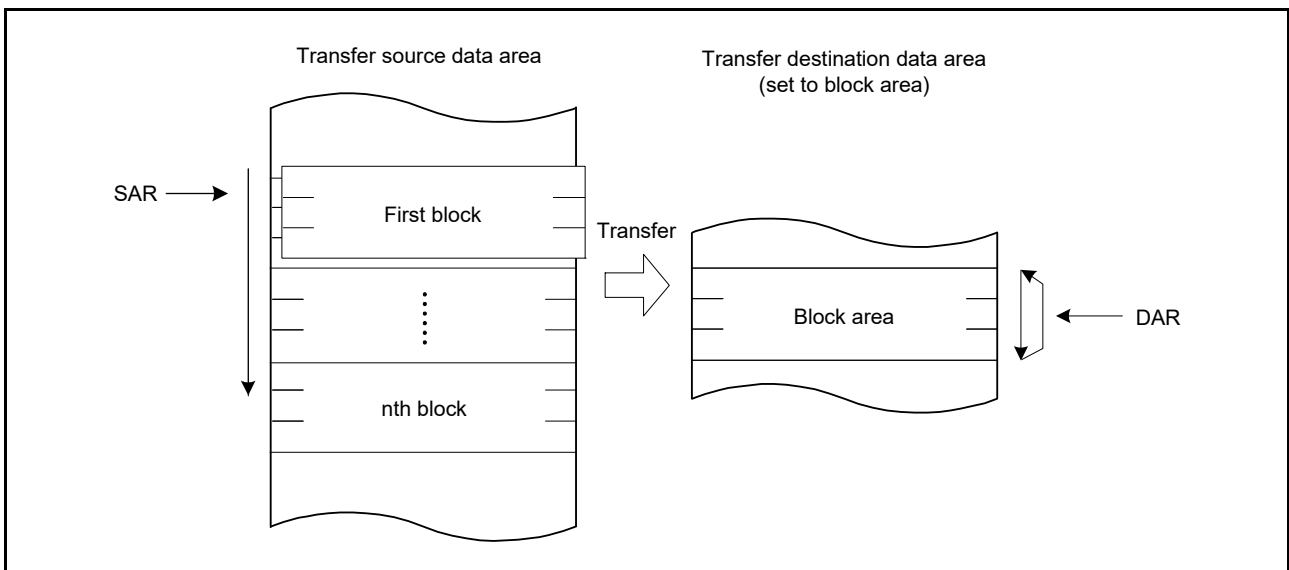 Transfer source data area
Transfer destination data area
(set to block area)
SAR
First block
Transfer
Block area
DAR
nth block